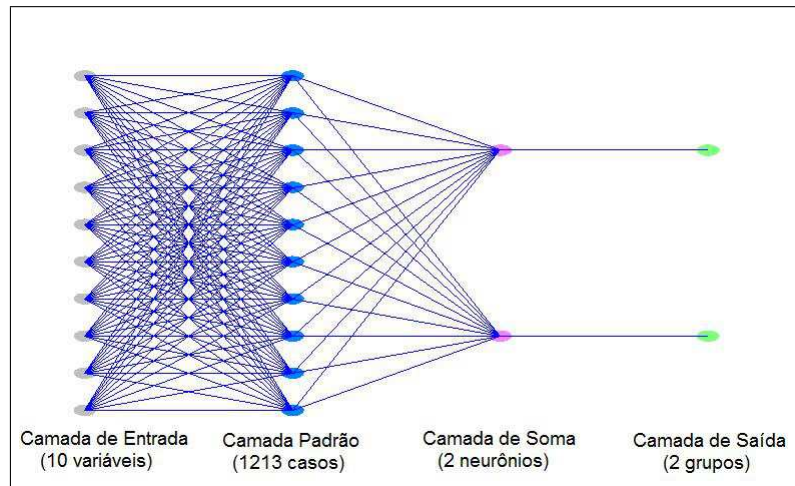 Camada de Entrada
(10 variáveis)
Camada Padrão
(1213 casos)
Camada de Soma
(2 neurônios)
Camada de Saída
(2 grupos)